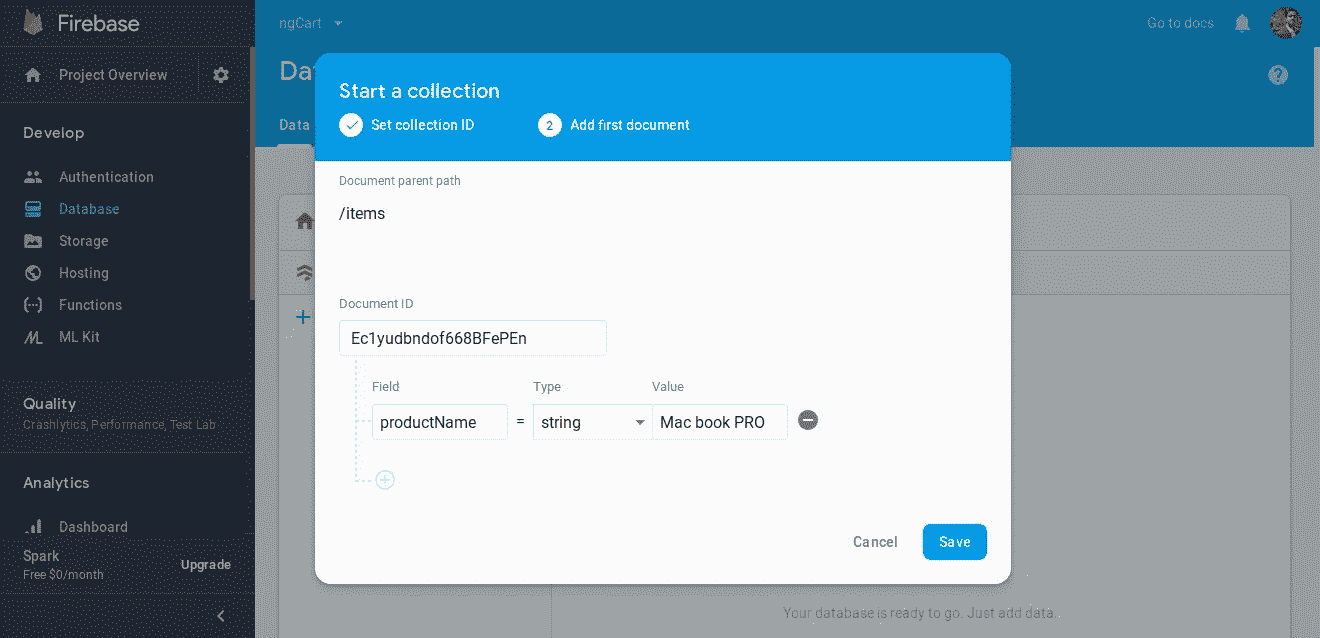 Firebase
Project Overview
Develop
Authentication
Database
Storage
Hosting
Functions
ML Kit
Quality
Crashlytics, Performance, Test Lab
Analytics
Dashboard
Spark
Free $0/month
Upgrade
ngCart
Go to docs
Data
Start a collection
Set collection ID
2 Add first document
Document parent path
/items
Document ID
Ec1yudbndof668BFePEn
Field Type Value
productName = string Mac book PRO
Cancel Save
Your database is ready to go. Just add data.